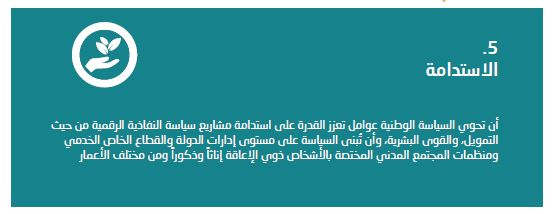 5.
الاستدامة
أن تحوي السياسة الوطنية عوامل تعزز القدرة على استدامة مشاريع سياسة النفاذية الرقمية من حيث
التمويل، والقوى البشرية، وأن تُبنى السياسة على مستوى إدارات الدولة والقطاع الخاص الخدمي
ومنظمات المجتمع المدني المختصة بالأشخاص ذوي الإعاقة إناثاً وذكوراً ومن مختلف الأعمار